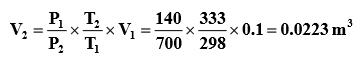 V₂ = P₁/P₂ × T₂/T₁ × V₁ = 140/700 × 333/298 × 0.1 = 0.0223 m³